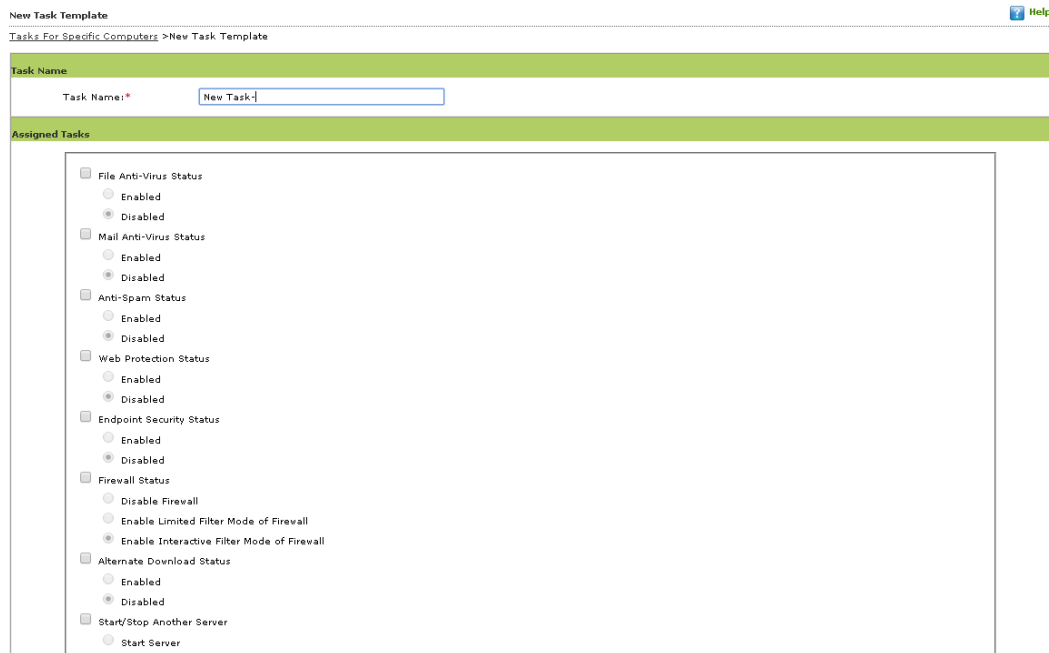 New Task Template
Help
Tasks For Specific Computers >New Task Template
Task Name
Task Name:* New Task-
Assigned Tasks
File Anti-Virus Status
Enabled
Disabled
Mail Anti-Virus Status
Enabled
Disabled
Anti-Spam Status
Enabled
Disabled
Web Protection Status
Enabled
Disabled
Endpoint Security Status
Enabled
Disabled
Firewall Status
Disable Firewall
Enable Limited Filter Mode of Firewall
Enable Interactive Filter Mode of Firewall
Alternate Download Status
Enabled
Disabled
Start/Stop Another Server
Start Server